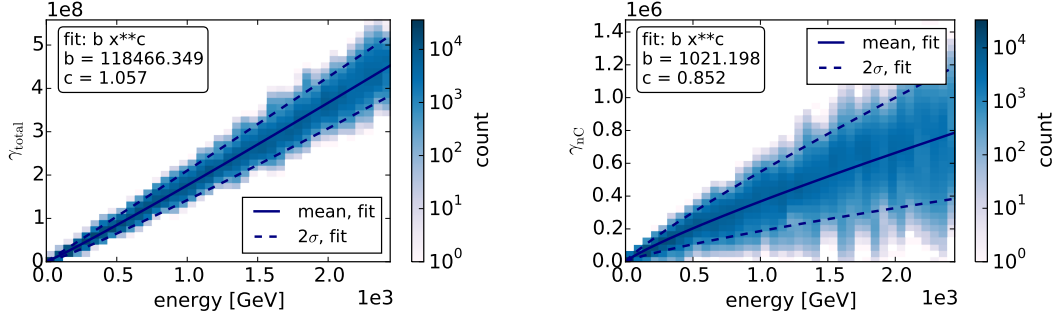 1e8
fit: b x**c
b = 118466.349
c = 1.057
5
4
3
2
1
0
γtotal
mean, fit
2σ, fit
0.0 0.5 1.0 1.5 2.0
energy [GeV]
1e3
10^4
10^3
10^2
10^1
10^0
count
1e6
fit: b x**c
b = 1021.198
c = 0.852
mean, fit
2σ, fit
1.4
1.2
1.0
0.8
0.6
0.4
0.2
0.0
γnC
0.0 0.5 1.0 1.5 2.0
energy [GeV]
1e3
10^4
10^3
10^2
10^1
10^0
count